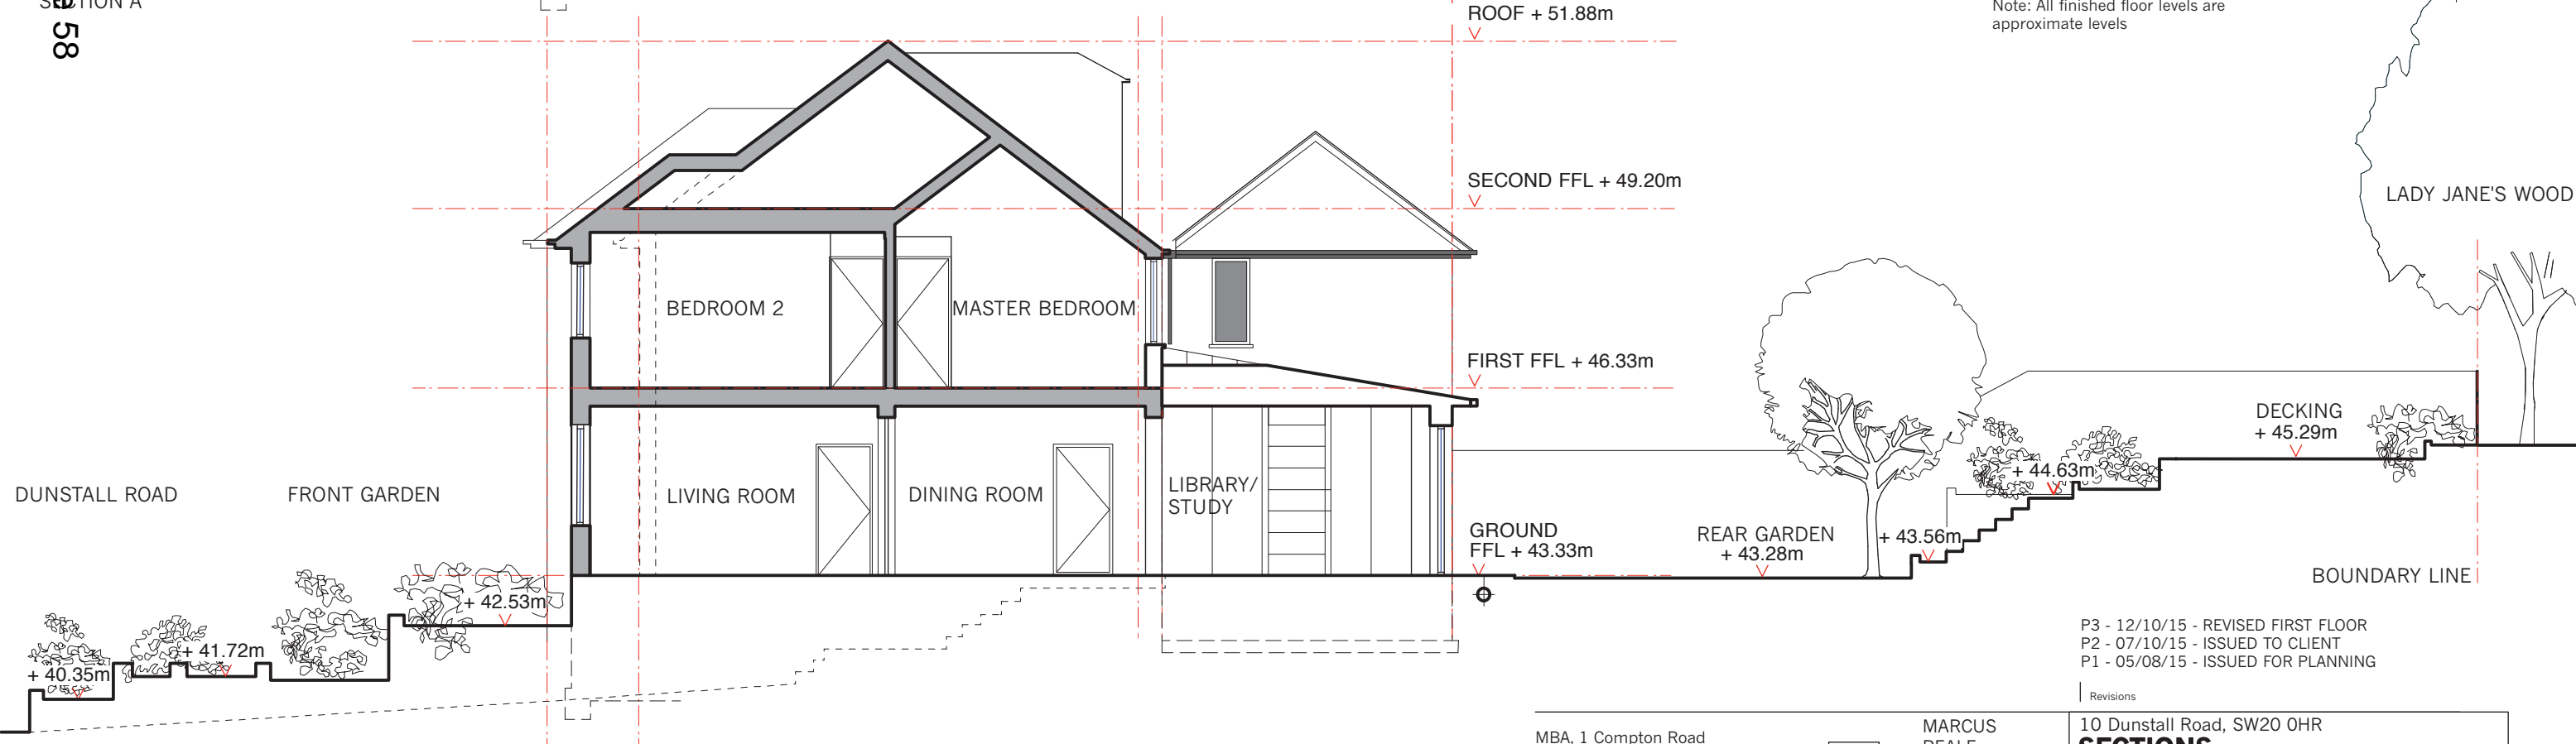 SECTION A
58
ROOF + 51.88m
Note: All finished floor levels are
approximate levels
SECOND FFL + 49.20m
LADY JANE'S WOOD
BEDROOM 2
MASTER BEDROOM
FIRST FFL + 46.33m
DECKING
+ 45.29m
+ 44.63m
DUNSTALL ROAD
FRONT GARDEN
LIVING ROOM
DINING ROOM
LIBRARY/
STUDY
GROUND
FFL + 43.33m
REAR GARDEN
+ 43.28m
+ 43.56m
BOUNDARY LINE
+ 42.53m
+ 41.72m
+ 40.35m
P3 - 12/10/15 - REVISED FIRST FLOOR
P2 - 07/10/15 - ISSUED TO CLIENT
P1 - 05/08/15 - ISSUED FOR PLANNING
Revisions
MBA, 1 Compton Road
MARCUS
BEALE
10 Dunstall Road, SW20 0HR
SECTIONS